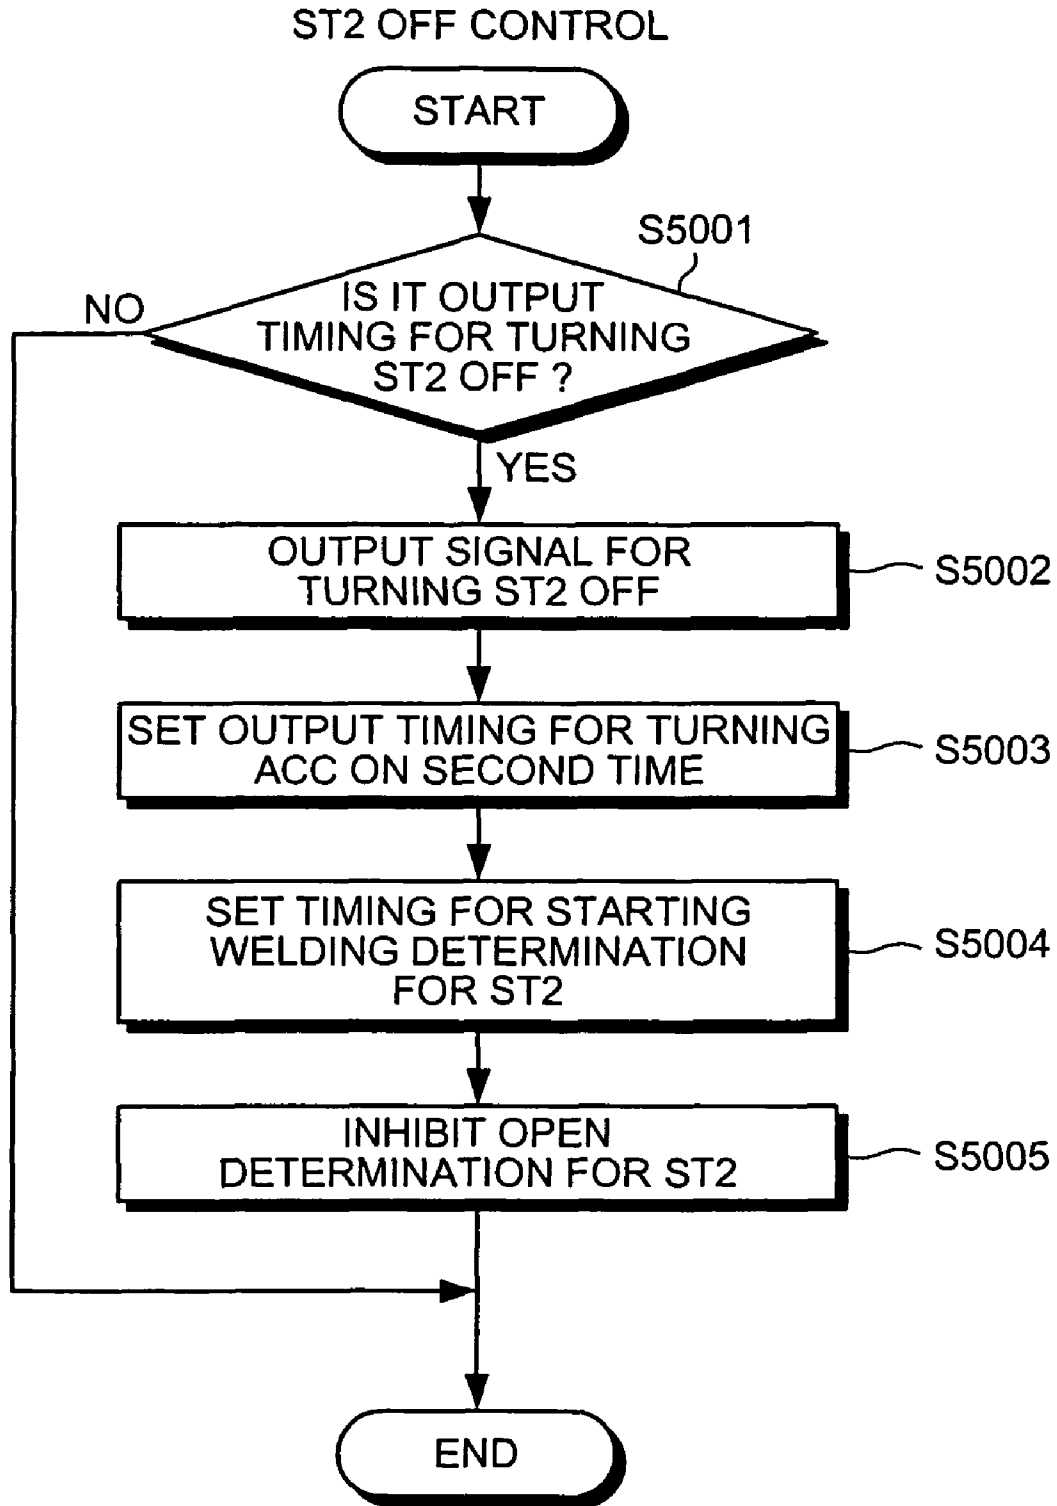 ST2 OFF CONTROL
START
S5001
NO
IS IT OUTPUT
TIMING FOR TURNING
ST2 OFF ?
YES
OUTPUT SIGNAL FOR
TURNING ST2 OFF
S5002
SET OUTPUT TIMING FOR TURNING
ACC ON SECOND TIME
S5003
SET TIMING FOR STARTING
WELDING DETERMINATION
FOR ST2
S5004
INHIBIT OPEN
DETERMINATION FOR ST2
S5005
END